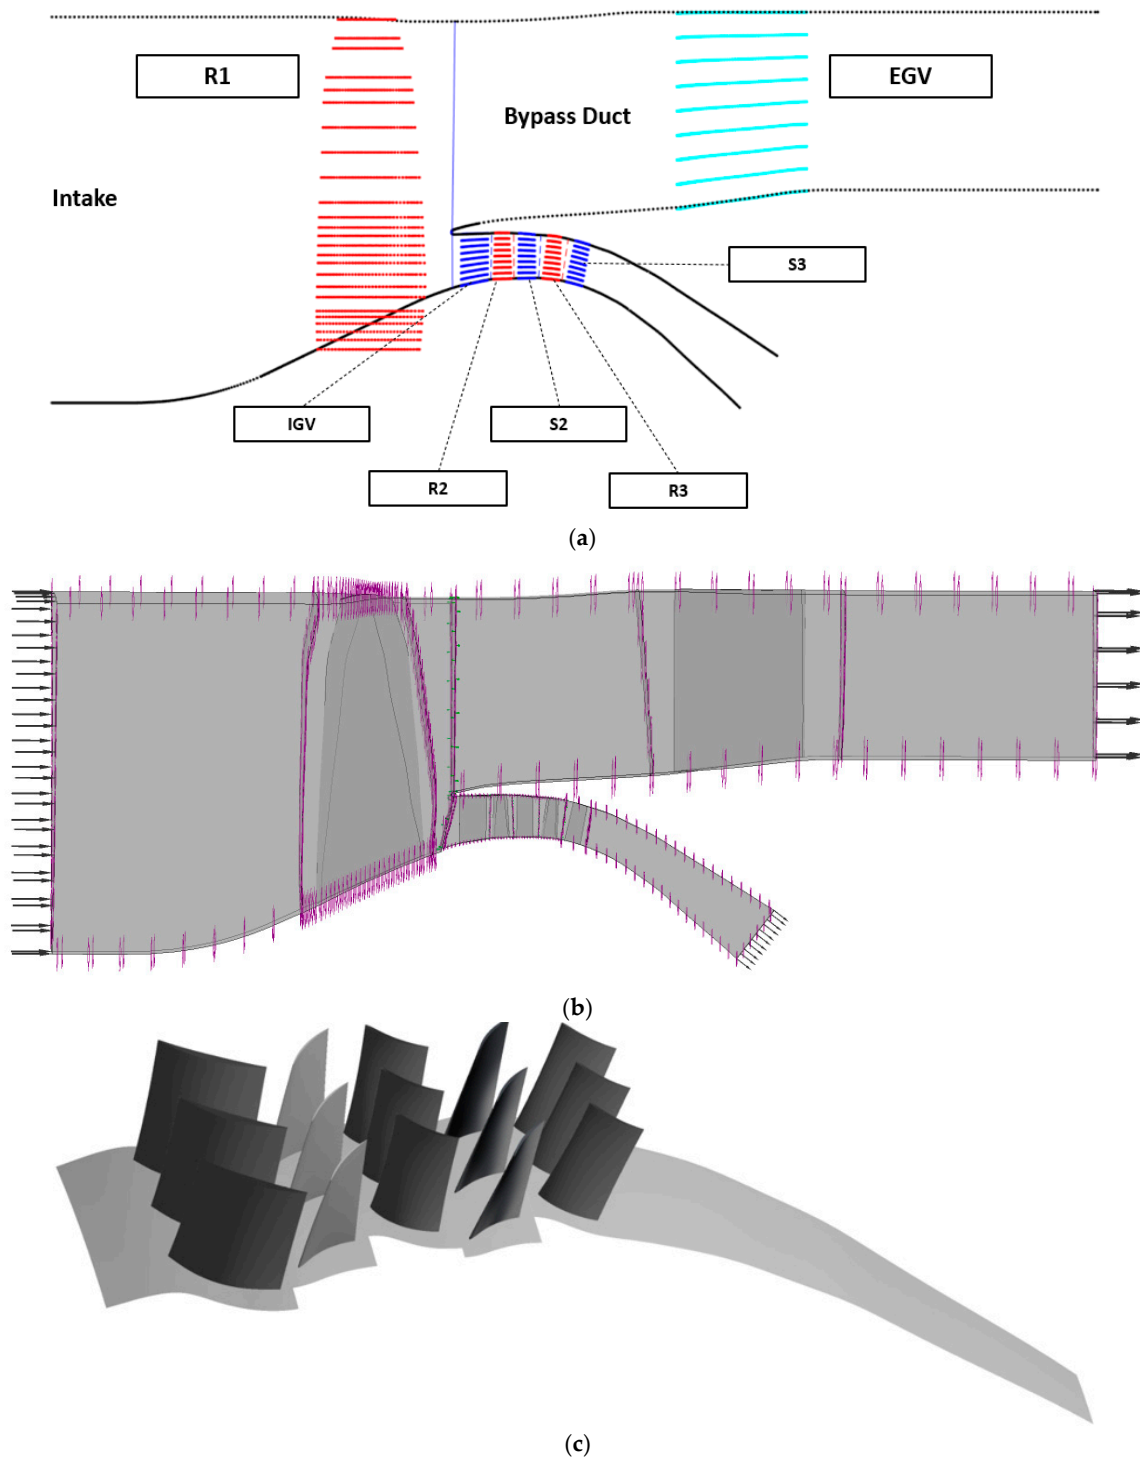 R1
EGV
Bypass Duct
Intake
S3
IGV
S2
R2
R3
(a)
(b)
(c)